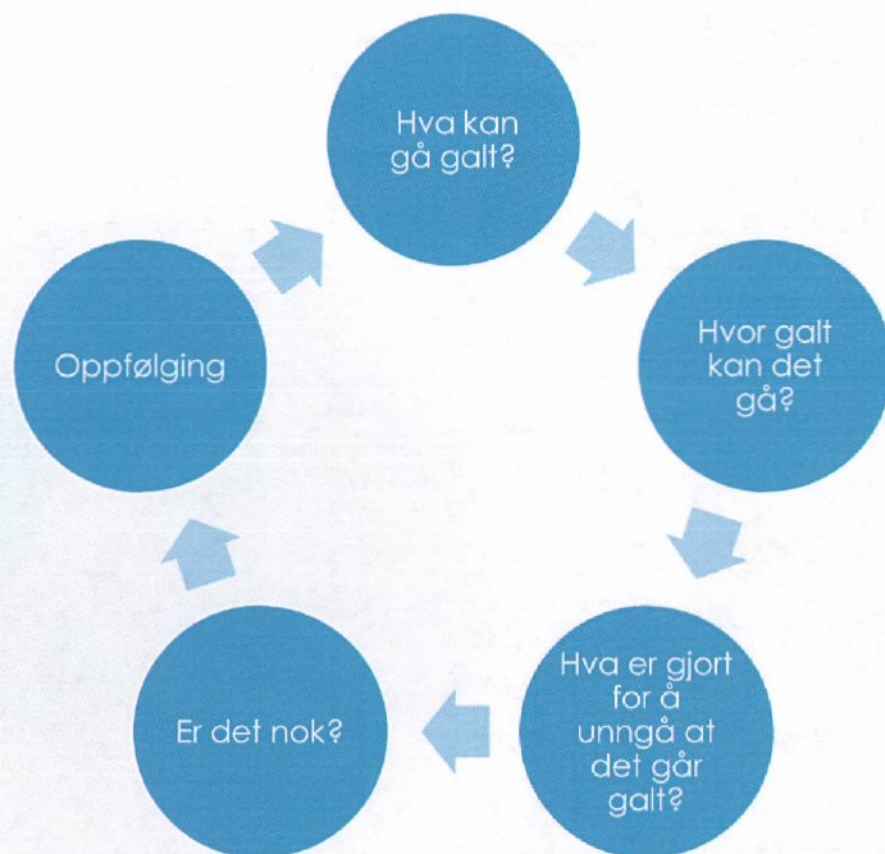 Hva kan
gå galt?
Hvor galt
kan det
gå?
Hva er gjort
for å
unngå at
det går
galt?
Er det nok?
Oppfølging